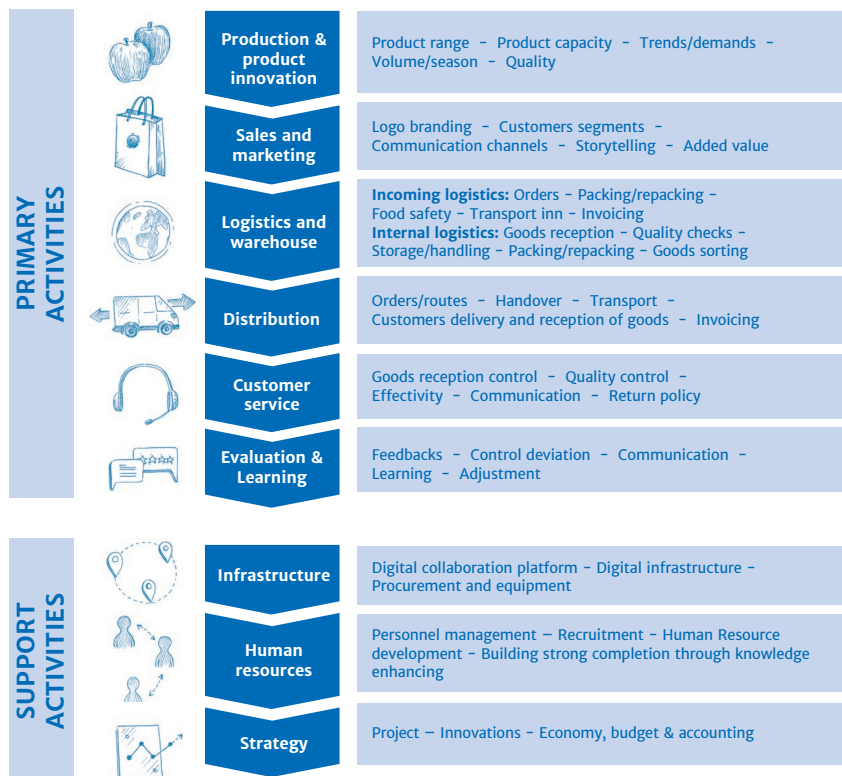 PRIMARY
ACTIVITIES
Production &
product
innovation
Product range - Product capacity - Trends/demands -
Volume/season - Quality
Sales and
marketing
Logo branding - Customers segments -
Communication channels - Storytelling - Added value
Logistics and
warehouse
Incoming logistics: Orders - Packing/repacking -
Food safety - Transport inn - Invoicing
Internal logistics: Goods reception - Quality checks -
Storage/handling - Packing/repacking - Goods sorting
Distribution
Orders/routes - Handover - Transport -
Customers delivery and reception of goods - Invoicing
Customer
service
Goods reception control - Quality control -
Effectivity - Communication - Return policy
Evaluation &
Learning
Feedbacks - Control deviation - Communication -
Learning - Adjustment
SUPPORT
ACTIVITIES
Infrastructure
Digital collaboration platform - Digital infrastructure -
Procurement and equipment
Human
resources
Personnel management – Recruitment - Human Resource
development - Building strong completion through knowledge
enhancing
Strategy
Project – Innovations - Economy, budget & accounting